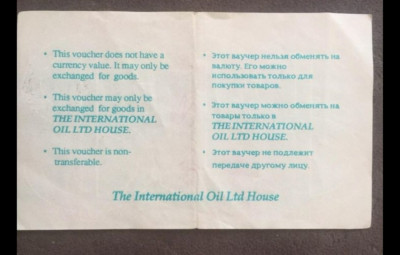 • This voucher does not have a
currency value. It may only be
exchanged for goods.
• This voucher may only be
exchanged for goods in
THE INTERNATIONAL
OIL LTD HOUSE.
• This voucher is non-
transferable.
• Этот ваучер нельзя обменять на
валюту. Его можно
использовать только для
покупки товаров.
• Этот ваучер можно обменять на
товары только в
THE INTERNATIONAL
OIL LTD HOUSE.
• Этот ваучер не подлежит
передаче другому лицу.
The International Oil Ltd House